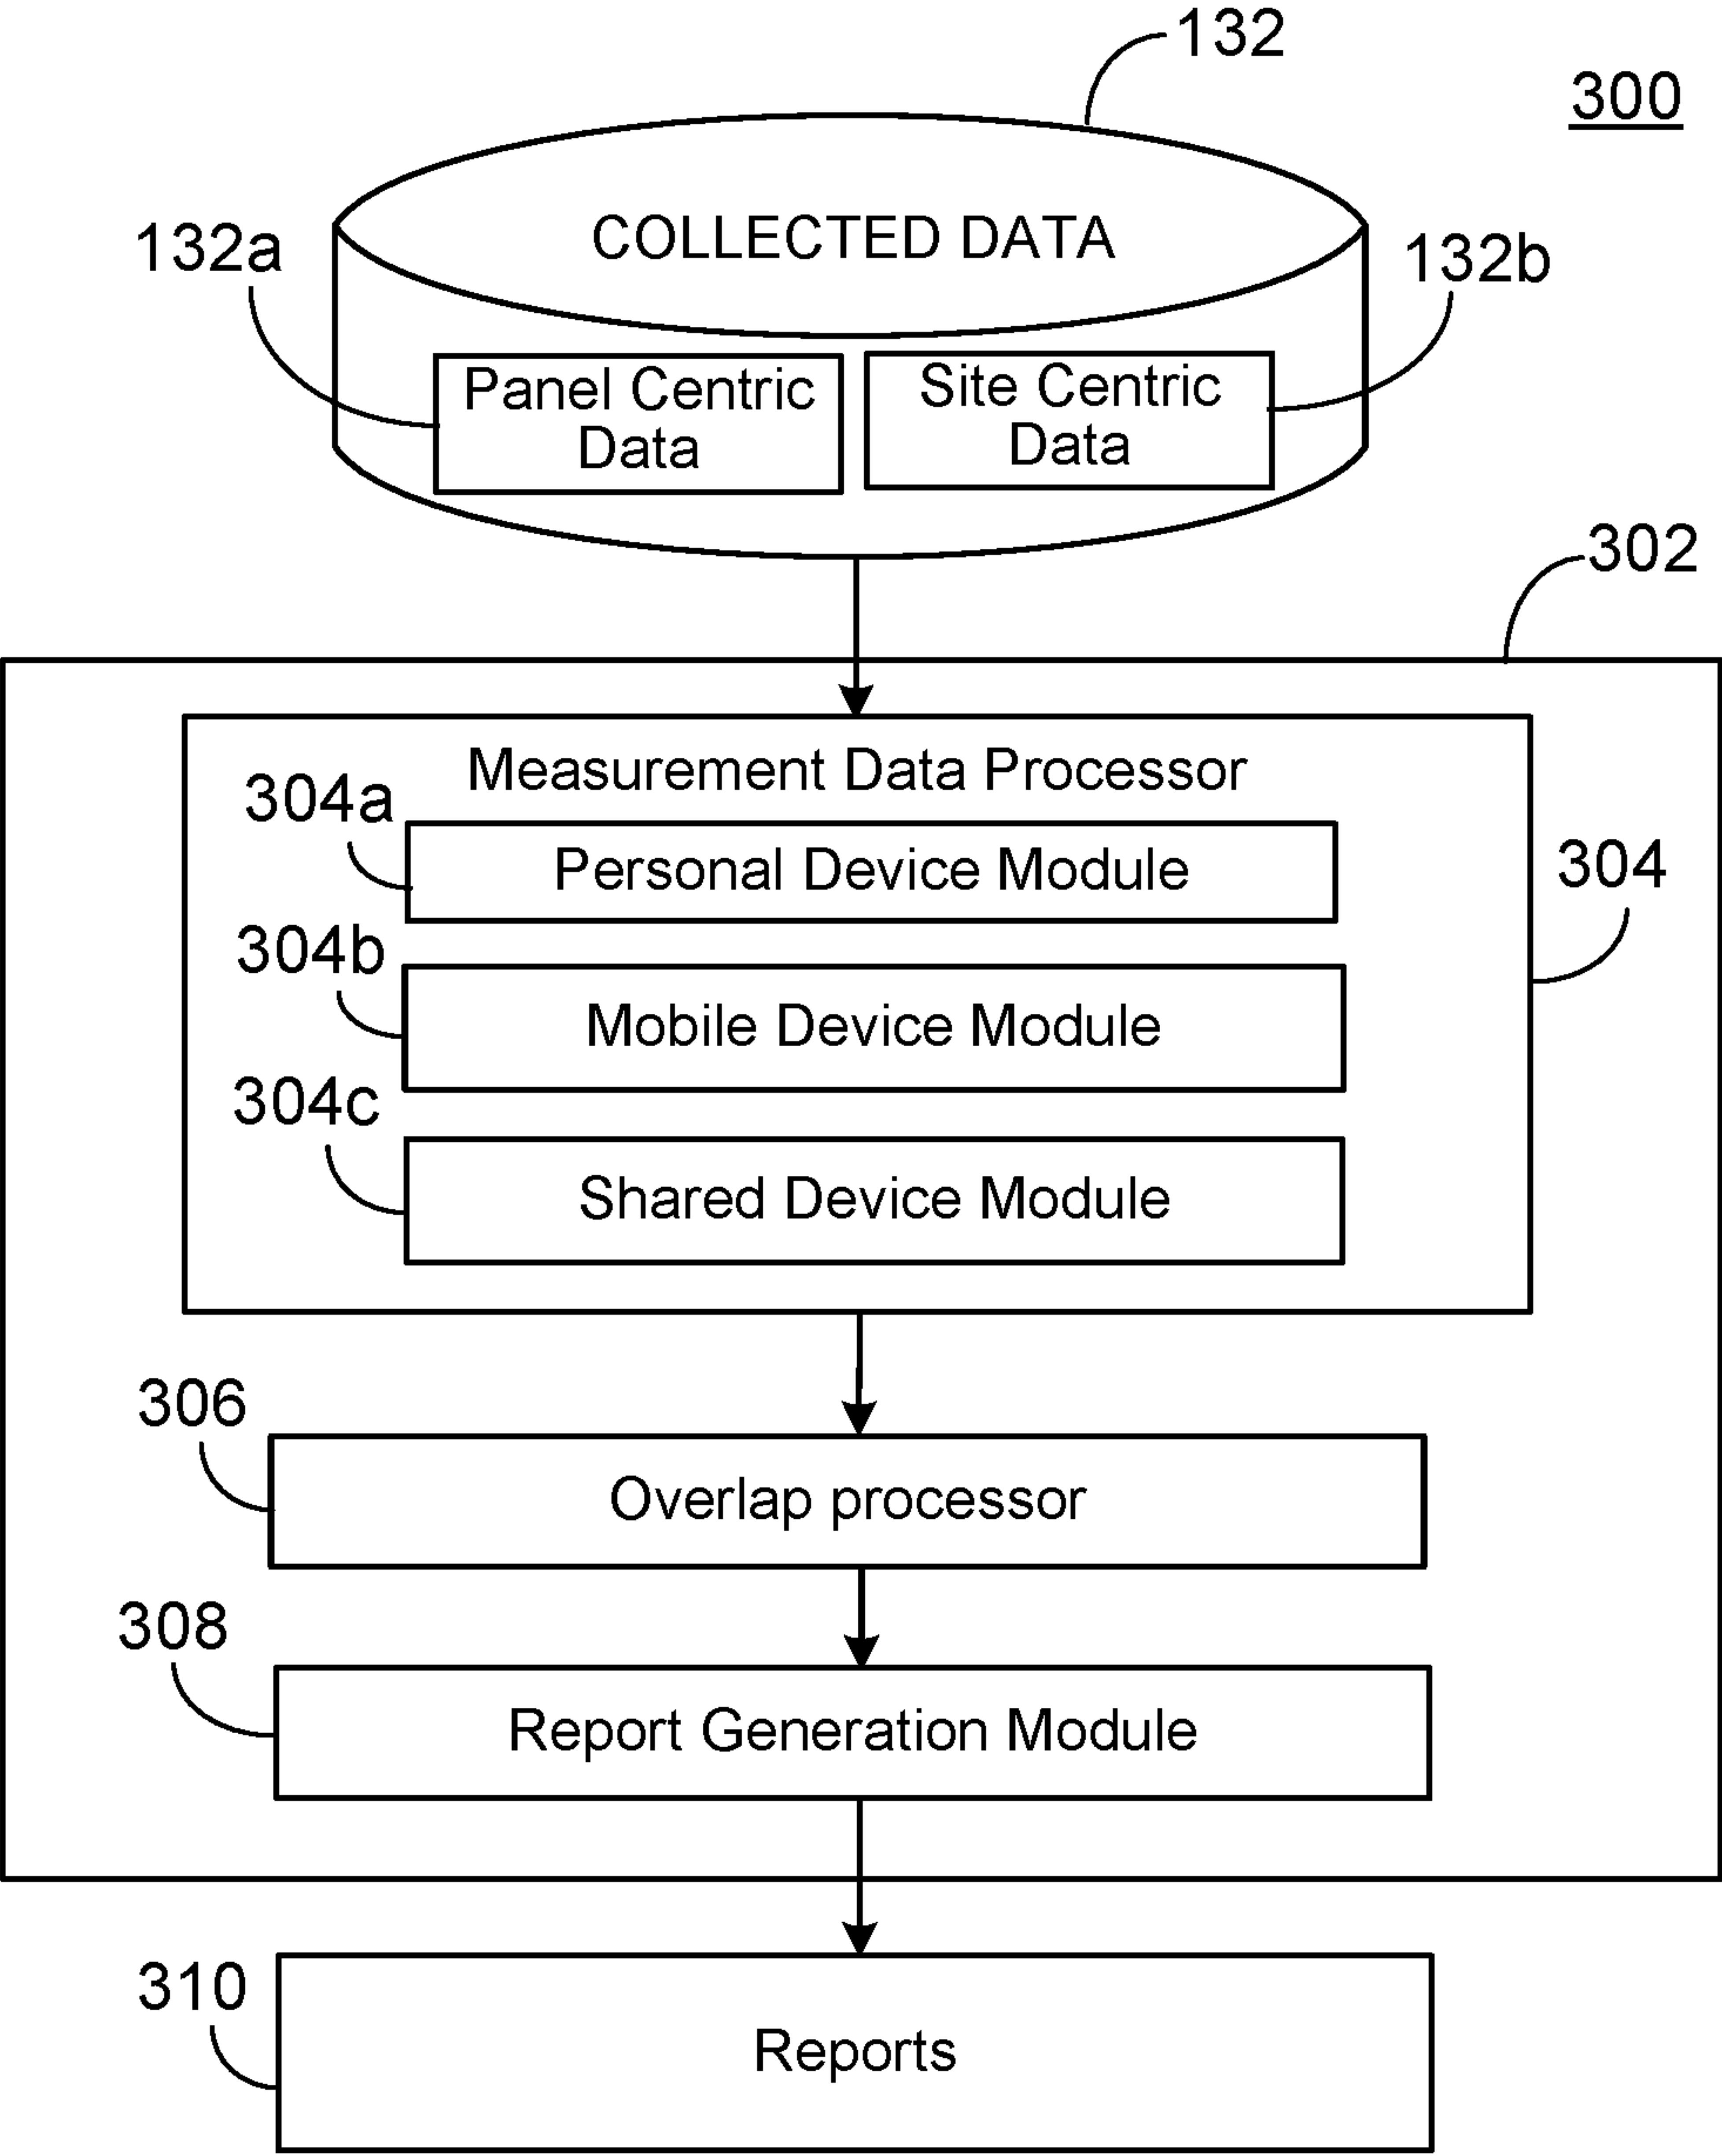 132
300
COLLECTED DATA
132a
132b
Panel Centric
Data
Site Centric
Data
302
Measurement Data Processor
304a
Personal Device Module
304
304b
Mobile Device Module
304c
Shared Device Module
306
Overlap processor
308
Report Generation Module
310
Reports